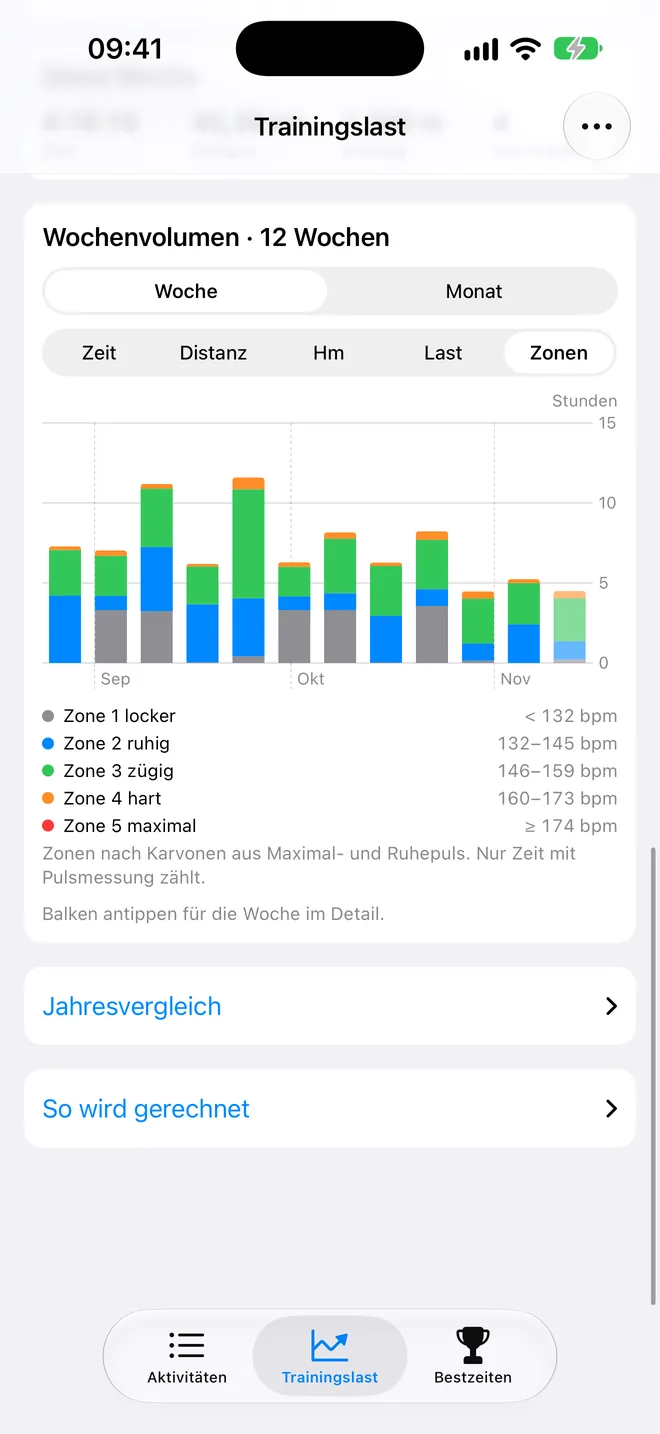 09:41
Trainingslast
Wochenvolumen · 12 Wochen
Woche Monat
Zeit Distanz Hm Last Zonen
Stunden
15
10
5
0
Sep Okt Nov
Zone 1 locker < 132 bpm
Zone 2 ruhig 132–145 bpm
Zone 3 zügig 146–159 bpm
Zone 4 hart 160–173 bpm
Zone 5 maximal ≥ 174 bpm
Zonen nach Karvonen aus Maximal- und Ruhepuls. Nur Zeit mit
Pulsmessung zählt.
Balken antippen für die Woche im Detail.
Jahresvergleich
So wird gerechnet
Aktivitäten Trainingslast Bestzeiten